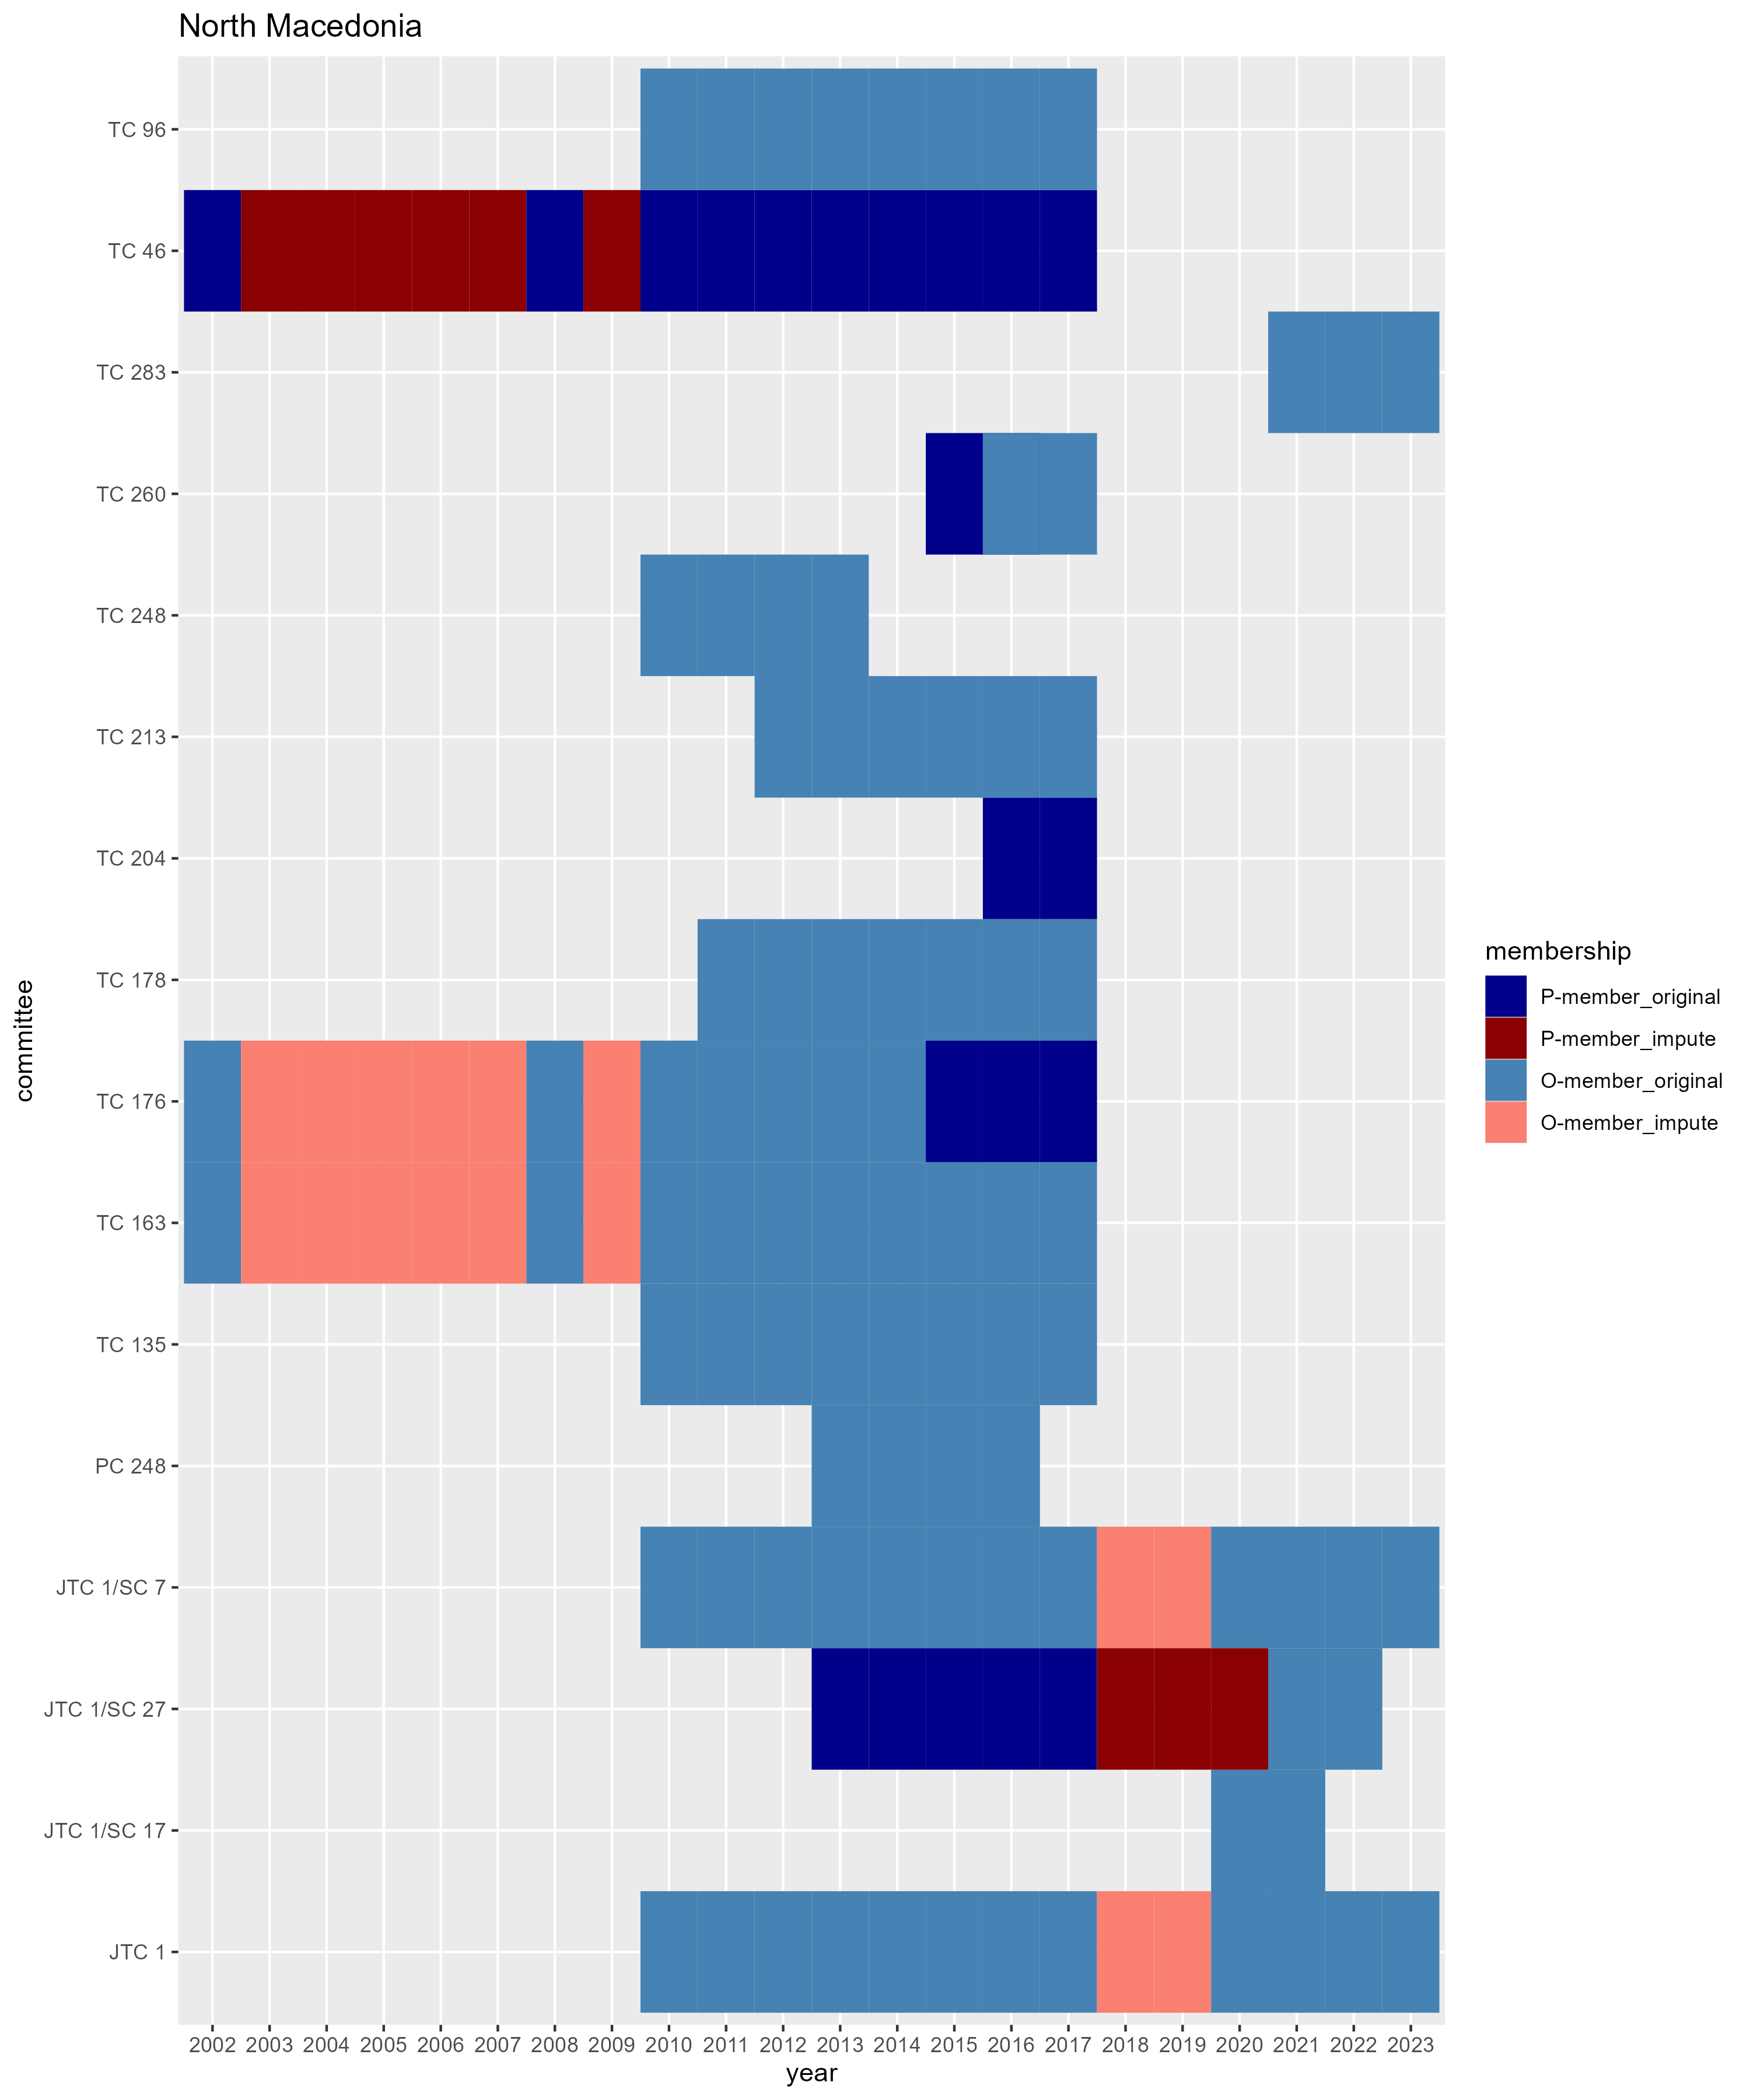 North Macedonia
TC 96
TC 46
TC 283
TC 260
TC 248
TC 213
TC 204
TC 178
TC 176
TC 163
TC 135
PC 248
JTC 1/SC 7
JTC 1/SC 27
JTC 1/SC 17
JTC 1
committee
2002 2003 2004 2005 2006 2007 2008 2009 2010 2011 2012 2013 2014 2015 2016 2017 2018 2019 2020 2021 2022 2023
year
membership
P-member_original
P-member_impute
O-member_original
O-member_impute